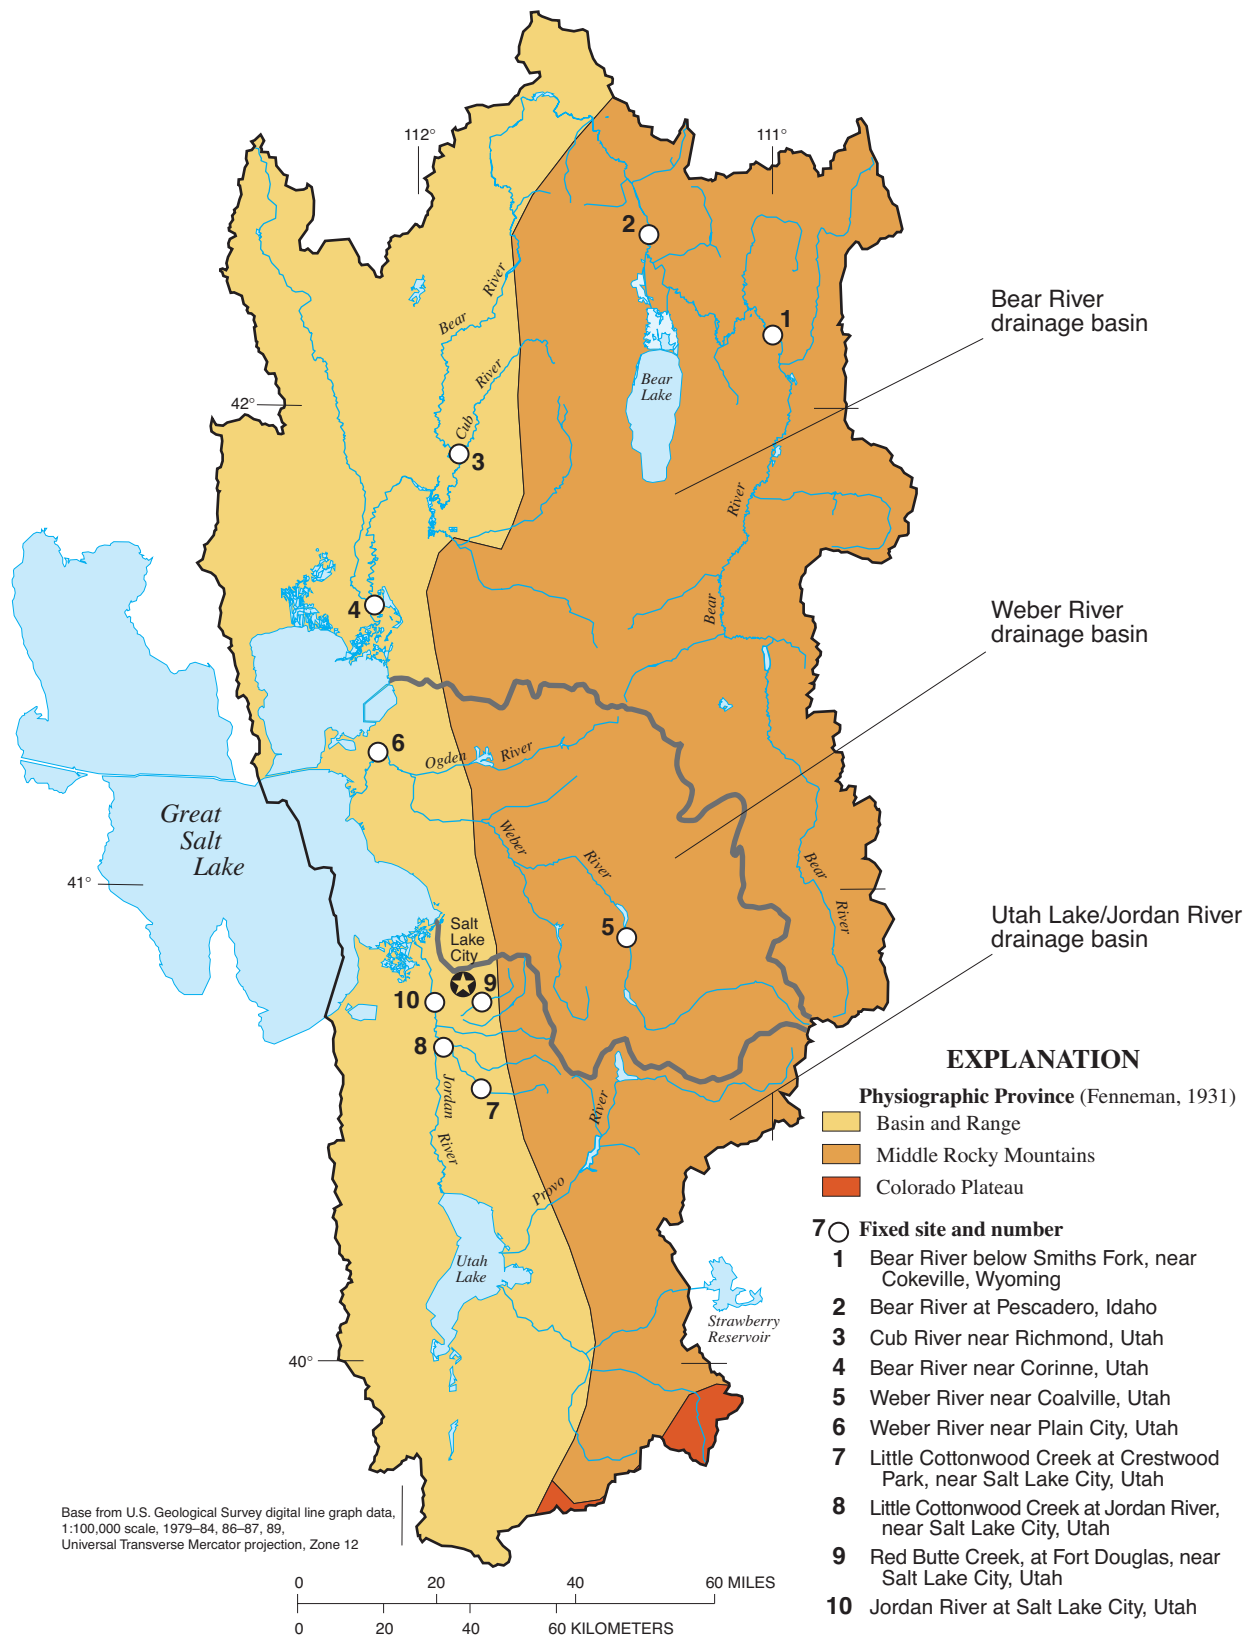 112°
111°
2
River
Bear
1
Bear River
drainage basin
River
Bear
Lake
42°
Cub
3
River
4
Bear
Weber River
drainage basin
6
Ogden
River
Great
Salt
Lake
Weber
River
Bear
River
41°
Salt
Lake
City
5
Utah Lake/Jordan River
drainage basin
10
9
8
7
Jordan
River
River
Provo
Utah
Lake
Strawberry
Reservoir
40°
EXPLANATION
Physiographic Province (Fenneman, 1931)
Basin and Range
Middle Rocky Mountains
Colorado Plateau
7 Fixed site and number
1 Bear River below Smiths Fork, near
Cokeville, Wyoming
2 Bear River at Pescadero, Idaho
3 Cub River near Richmond, Utah
4 Bear River near Corinne, Utah
5 Weber River near Coalville, Utah
6 Weber River near Plain City, Utah
7 Little Cottonwood Creek at Crestwood
Park, near Salt Lake City, Utah
8 Little Cottonwood Creek at Jordan River,
near Salt Lake City, Utah
9 Red Butte Creek, at Fort Douglas, near
Salt Lake City, Utah
10 Jordan River at Salt Lake City, Utah
Base from U.S. Geological Survey digital line graph data,
1:100,000 scale, 1979–84, 86–87, 89,
Universal Transverse Mercator projection, Zone 12
0 20 40 60 MILES
0 20 40 60 KILOMETERS